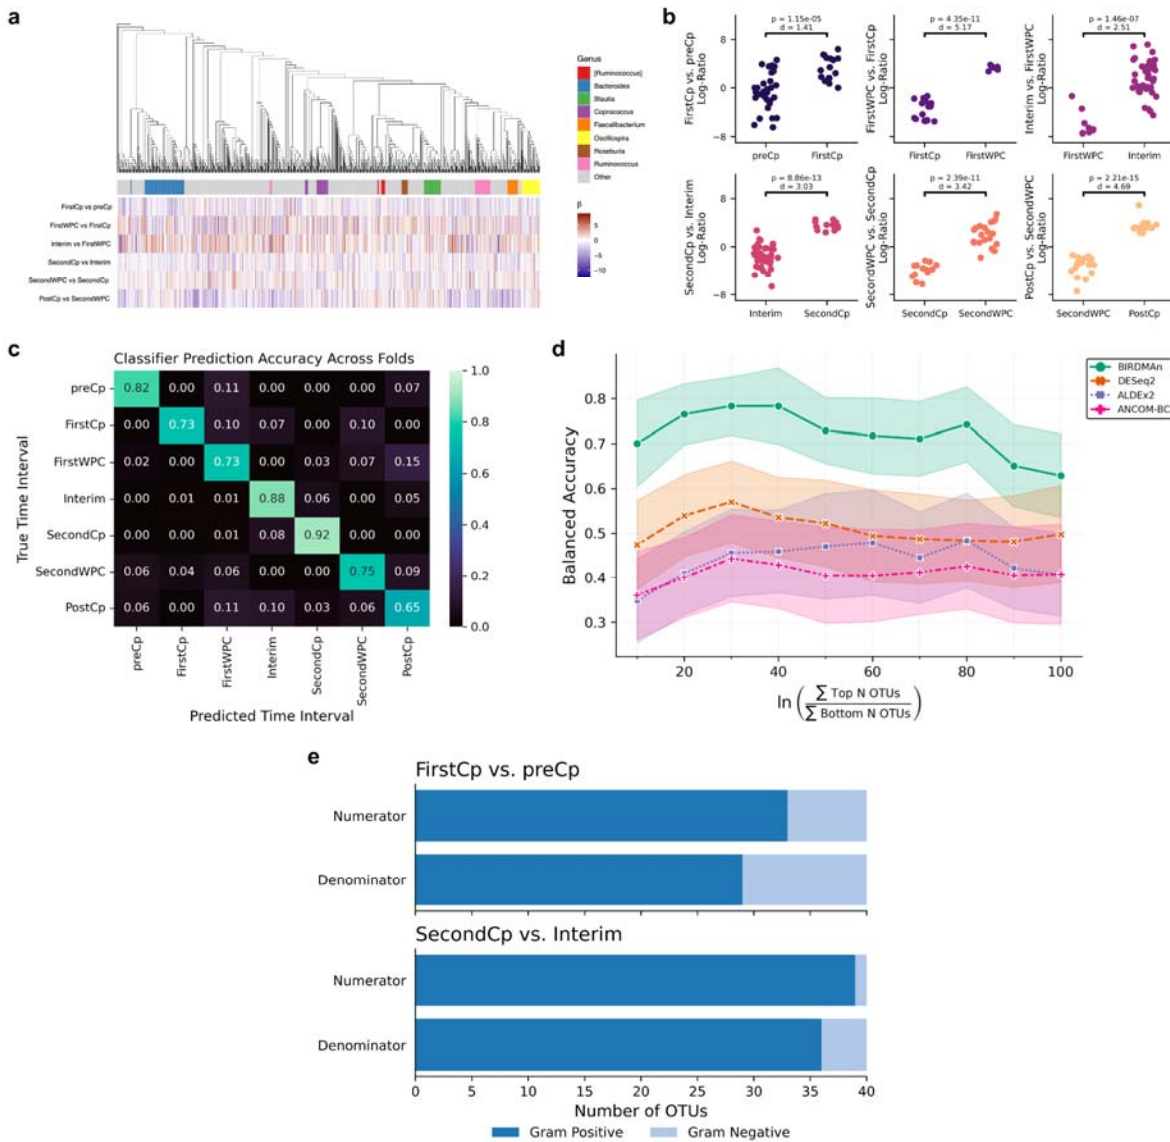 a
Genus
[Ruminococcus]
Bacteroides
Blautia
Coprococcus
Faecalibacterium
Oscillospira
Roseburia
Ruminococcus
Other
β
5
0
−5
−10
FirstCp vs preCp
FirstWPC vs FirstCp
Interim vs FirstWPC
SecondCp vs Interim
SecondWPC vs SecondCp
PostCp vs SecondWPC
b
p = 1.15e-05
d = 1.41
FirstCp vs. preCp
Log-Ratio
8
0
−8
preCp FirstCp
p = 4.35e-11
d = 5.17
FirstWPC vs. FirstCp
Log-Ratio
FirstCp FirstWPC
p = 1.46e-07
d = 2.51
Interim vs. FirstWPC
Log-Ratio
FirstWPC Interim
p = 8.86e-13
d = 3.03
SecondCp vs. Interim
Log-Ratio
8
0
−8
Interim SecondCp
p = 2.39e-11
d = 3.42
SecondWPC vs. SecondCp
Log-Ratio
SecondCp SecondWPC
p = 2.21e-15
d = 4.69
PostCp vs. SecondWPC
Log-Ratio
SecondWPC PostCp
c
Classifier Prediction Accuracy Across Folds
True Time Interval
preCp 0.82 0.00 0.11 0.00 0.00 0.00 0.07
FirstCp 0.00 0.73 0.10 0.07 0.00 0.10 0.00
FirstWPC 0.02 0.00 0.73 0.00 0.03 0.07 0.15
Interim 0.00 0.01 0.01 0.88 0.06 0.00 0.05
SecondCp 0.00 0.00 0.01 0.08 0.92 0.00 0.00
SecondWPC 0.06 0.04 0.06 0.00 0.00 0.75 0.09
PostCp 0.06 0.00 0.11 0.10 0.03 0.06 0.65
preCp FirstCp FirstWPC Interim SecondCp SecondWPC PostCp
Predicted Time Interval
1.0
0.8
0.6
0.4
0.2
0.0
d
BIRDMAn
DESeq2
ALDEx2
ANCOM-BC
Balanced Accuracy
0.8
0.7
0.6
0.5
0.4
0.3
20 40 60 80 100
ln (∑ Top N OTUs / ∑ Bottom N OTUs)
e
FirstCp vs. preCp
Numerator
Denominator
0 5 10 15 20 25 30 35 40
SecondCp vs. Interim
Numerator
Denominator
0 5 10 15 20 25 30 35 40
Number of OTUs
Gram Positive Gram Negative